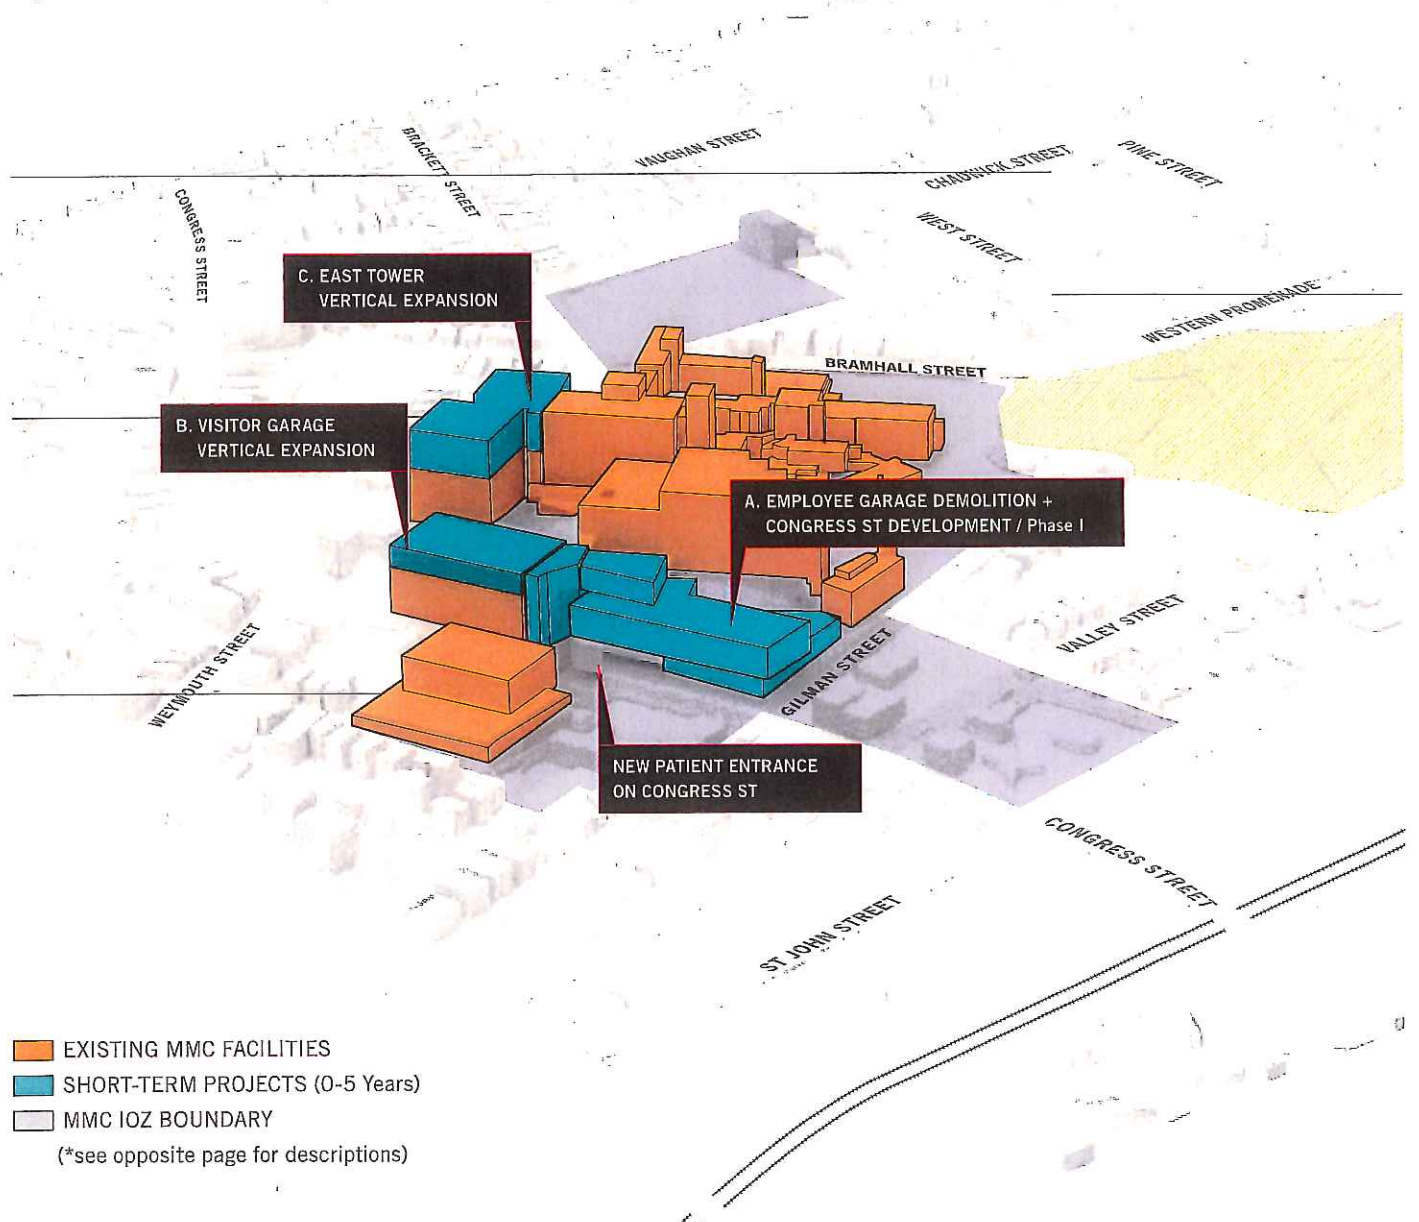 BRACKETT STREET
VAUGHAN STREET
CHADWICK STREET
PINE STREET
CONGRESS STREET
WEST STREET
C. EAST TOWER
VERTICAL EXPANSION
WESTERN PROMENADE
BRAMHALL STREET
B. VISITOR GARAGE
VERTICAL EXPANSION
A. EMPLOYEE GARAGE DEMOLITION +
CONGRESS ST DEVELOPMENT / Phase I
VALLEY STREET
WEYMOUTH STREET
GILMAN STREET
NEW PATIENT ENTRANCE
ON CONGRESS ST
CONGRESS STREET
ST JOHN STREET
EXISTING MMC FACILITIES
SHORT-TERM PROJECTS (0-5 Years)
MMC IOZ BOUNDARY
(*see opposite page for descriptions)